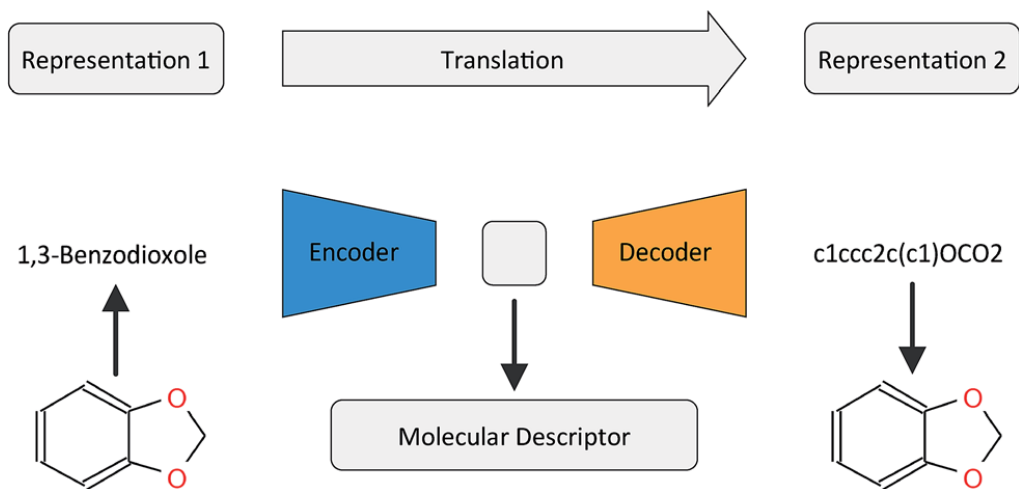 Representation 1
Translation
Representation 2
1,3-Benzodioxole
Encoder
Decoder
c1ccc2c(c1)OCO2
O
O
Molecular Descriptor
O
O